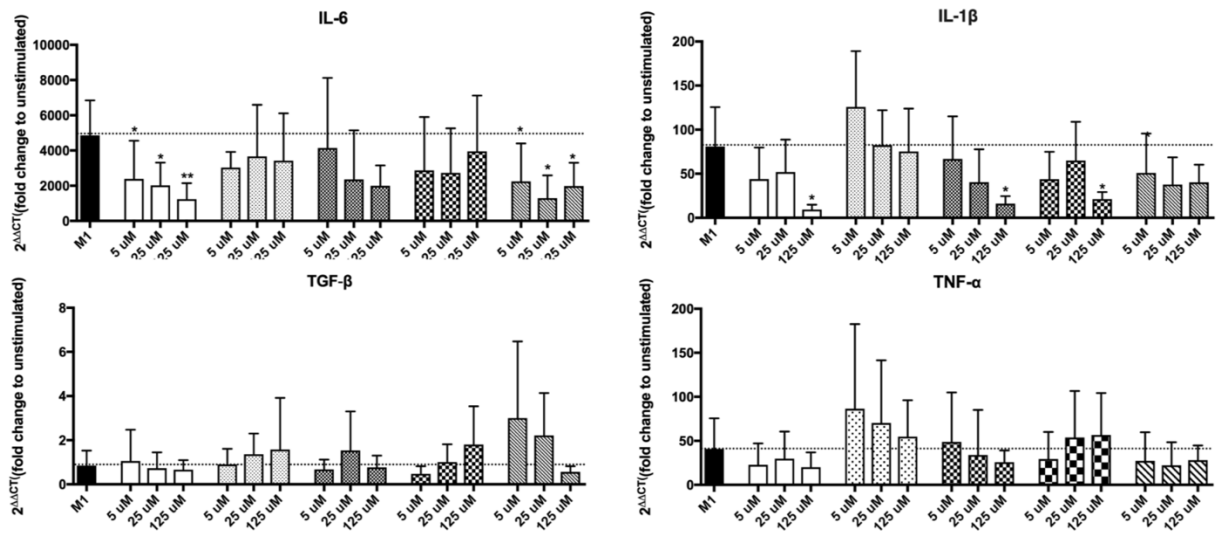 IL-6
2ΔΔCT(fold change to unstimulated)
10000
8000
6000
4000
2000
0
* * ** * * *
M1 5 uM 25 uM 125 uM 5 uM 25 uM 125 uM 5 uM 25 uM 125 uM 5 uM 25 uM 125 uM 5 uM 25 uM 125 uM
IL-1β
2ΔΔCT(fold change to unstimulated)
200
150
100
50
0
* * * *
M1 5 uM 25 uM 125 uM 5 uM 25 uM 125 uM 5 uM 25 uM 125 uM 5 uM 25 uM 125 uM 5 uM 25 uM 125 uM
TGF-β
2ΔΔCT(fold change to unstimulated)
8
6
4
2
0
M1 5 uM 25 uM 125 uM 5 uM 25 uM 125 uM 5 uM 25 uM 125 uM 5 uM 25 uM 125 uM 5 uM 25 uM 125 uM
TNF-α
2ΔΔCT(fold change to unstimulated)
200
150
100
50
0
M1 5 uM 25 uM 125 uM 5 uM 25 uM 125 uM 5 uM 25 uM 125 uM 5 uM 25 uM 125 uM 5 uM 25 uM 125 uM